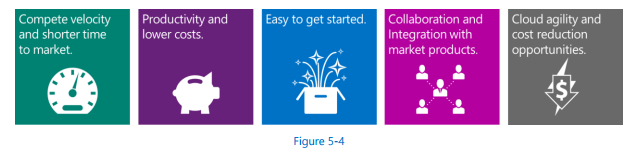 Compete velocity
and shorter time
to market.
Productivity and
lower costs.
Easy to get started.
Collaboration and
Integration with
market products.
Cloud agility and
cost reduction
opportunities.
$
Figure 5-4